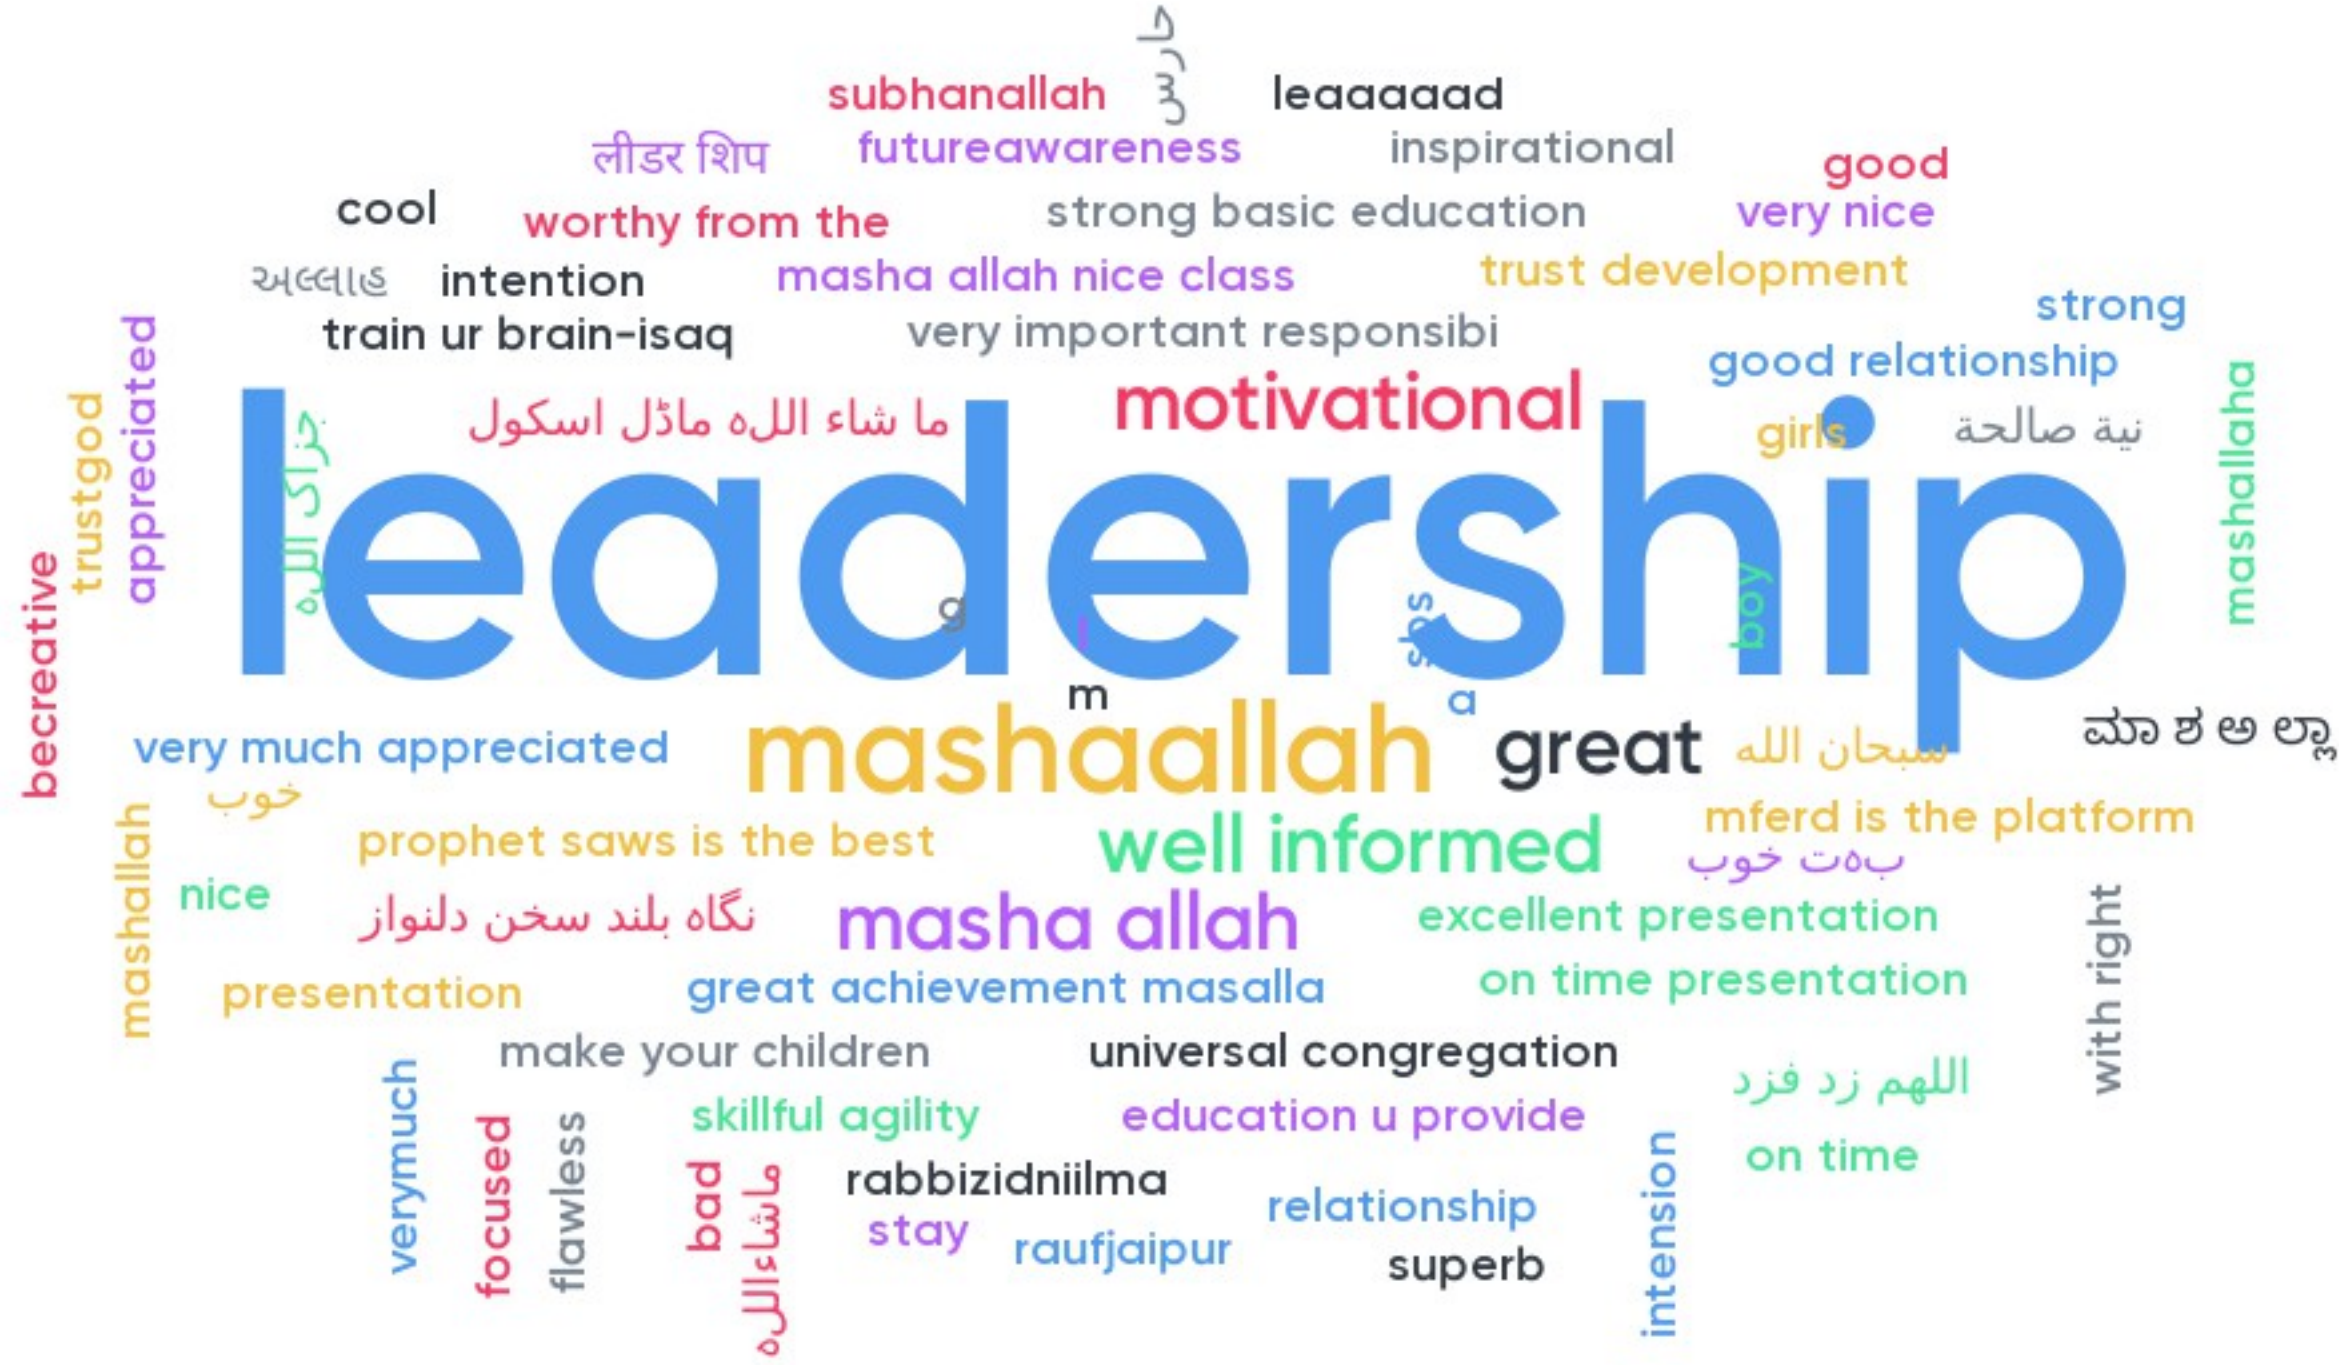 حارس
subhanallah
leaaaaad
लीडर शिप
futureawareness
inspirational
good
cool
worthy from the
strong basic education
very nice
અલ્લાહ
intention
masha allah nice class
trust development
strong
train ur brain-isaq
very important responsibi
good relationship
appreciated
trustgod
becreative
جزاک اللہ
ما شاء اللہ ماڈل اسکول
motivational
girls
نية صالحة
mashallaha
leadership
g
l
boy
m
a
very much appreciated
mashaallah
great
سبحان الله
ಮಾ ಶ ಅ ಲ್ಲಾ
خوب
mashallah
prophet saws is the best
well informed
mferd is the platform
بہت خوب
nice
نگاہ بلند سخن دلنواز
masha allah
excellent presentation
with right
presentation
great achievement masalla
on time presentation
make your children
universal congregation
اللهم زد فزد
verymuch
focused
flawless
skillful agility
education u provide
on time
bad
ماشاءاللہ
rabbizidniilma
relationship
intension
stay
raufjaipur
superb